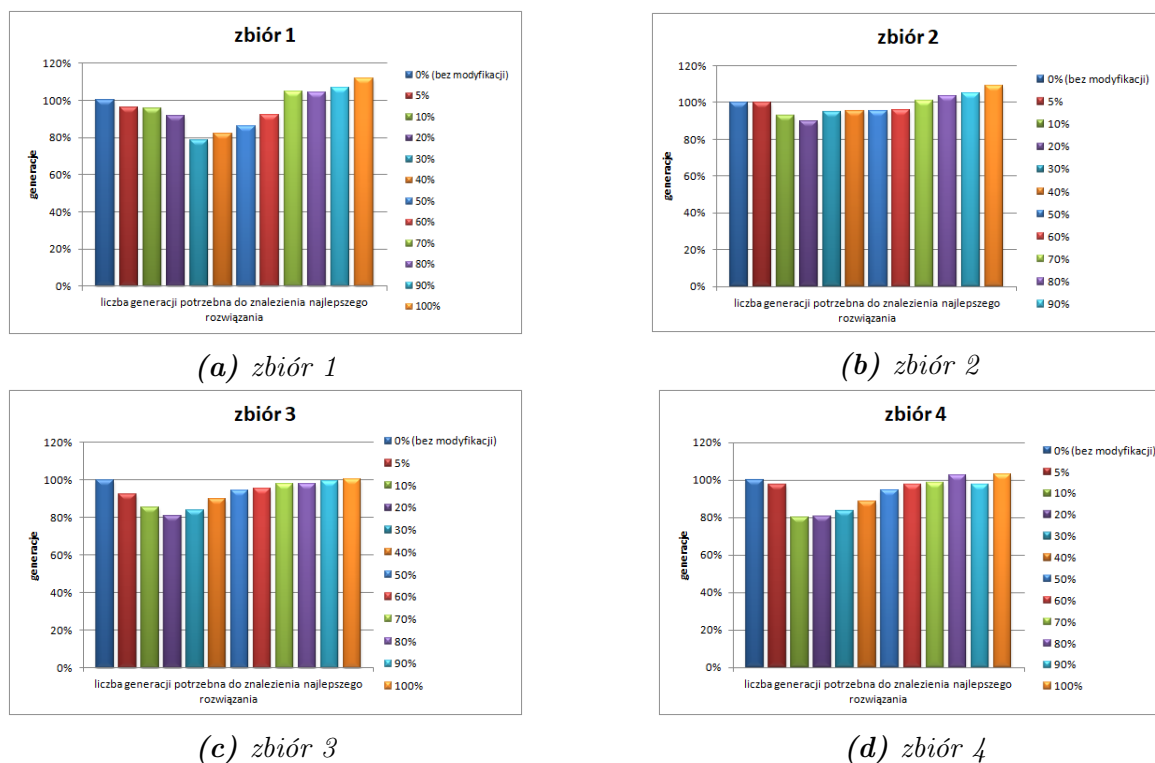 zbiór 1
120%
100%
80%
60%
40%
20%
0%
generacje
liczba generacji potrzebna do znalezienia najlepszego
rozwiązania
0% (bez modyfikacji)
5%
10%
20%
30%
40%
50%
60%
70%
80%
90%
100%
(a) zbiór 1
zbiór 2
120%
100%
80%
60%
40%
20%
0%
generacje
liczba generacji potrzebna do znalezienia najlepszego
rozwiązania
0% (bez modyfikacji)
5%
10%
20%
30%
40%
50%
60%
70%
80%
90%
(b) zbiór 2
zbiór 3
120%
100%
80%
60%
40%
20%
0%
generacje
liczba generacji potrzebna do znalezienia najlepszego
rozwiązania
0% (bez modyfikacji)
5%
10%
20%
30%
40%
50%
60%
70%
80%
90%
100%
(c) zbiór 3
zbiór 4
120%
100%
80%
60%
40%
20%
0%
generacje
liczba generacji potrzebna do znalezienia najlepszego
rozwiązania
0% (bez modyfikacji)
5%
10%
20%
30%
40%
50%
60%
70%
80%
90%
100%
(d) zbiór 4